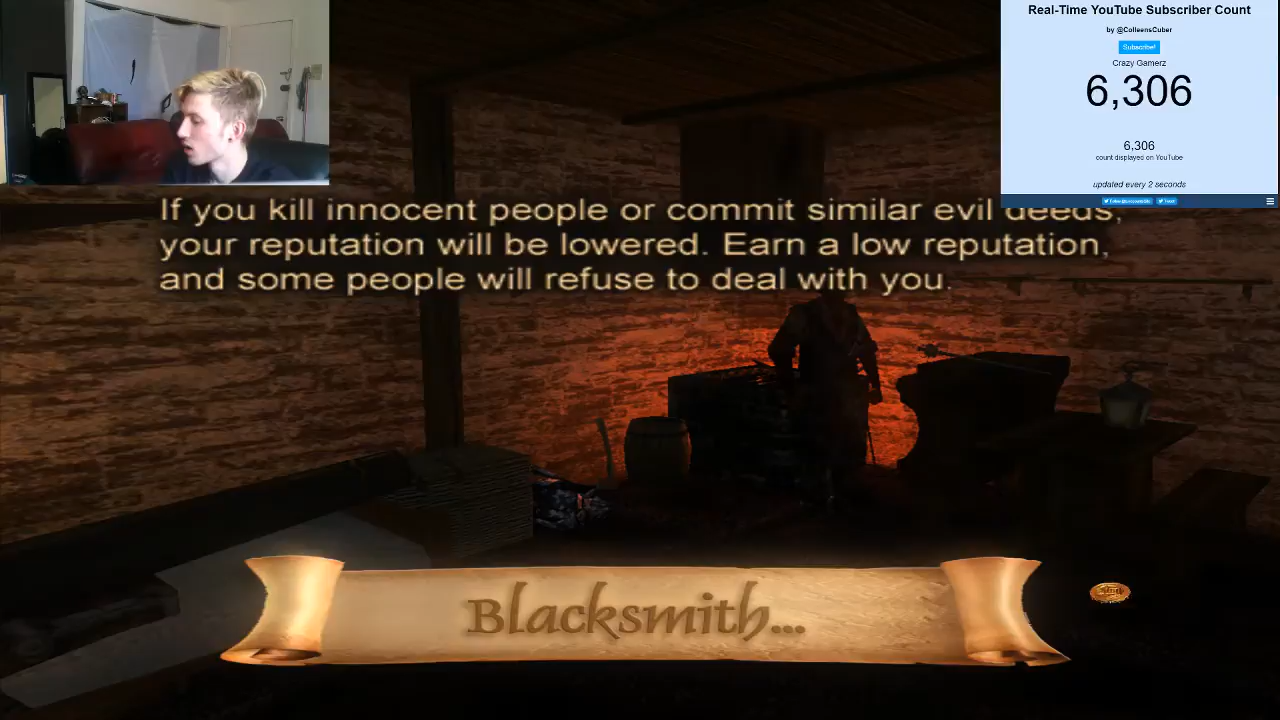 Real-Time YouTube Subscriber Count
by @ColleensCuber
Subscribe!
Crazy Gamerz
6,306
6,306
count displayed on YouTube
updated every 2 seconds
Tweet
If you kill innocent people or commit similar evil deeds,
your reputation will be lowered. Earn a low reputation,
and some people will refuse to deal with you.
Blacksmith...